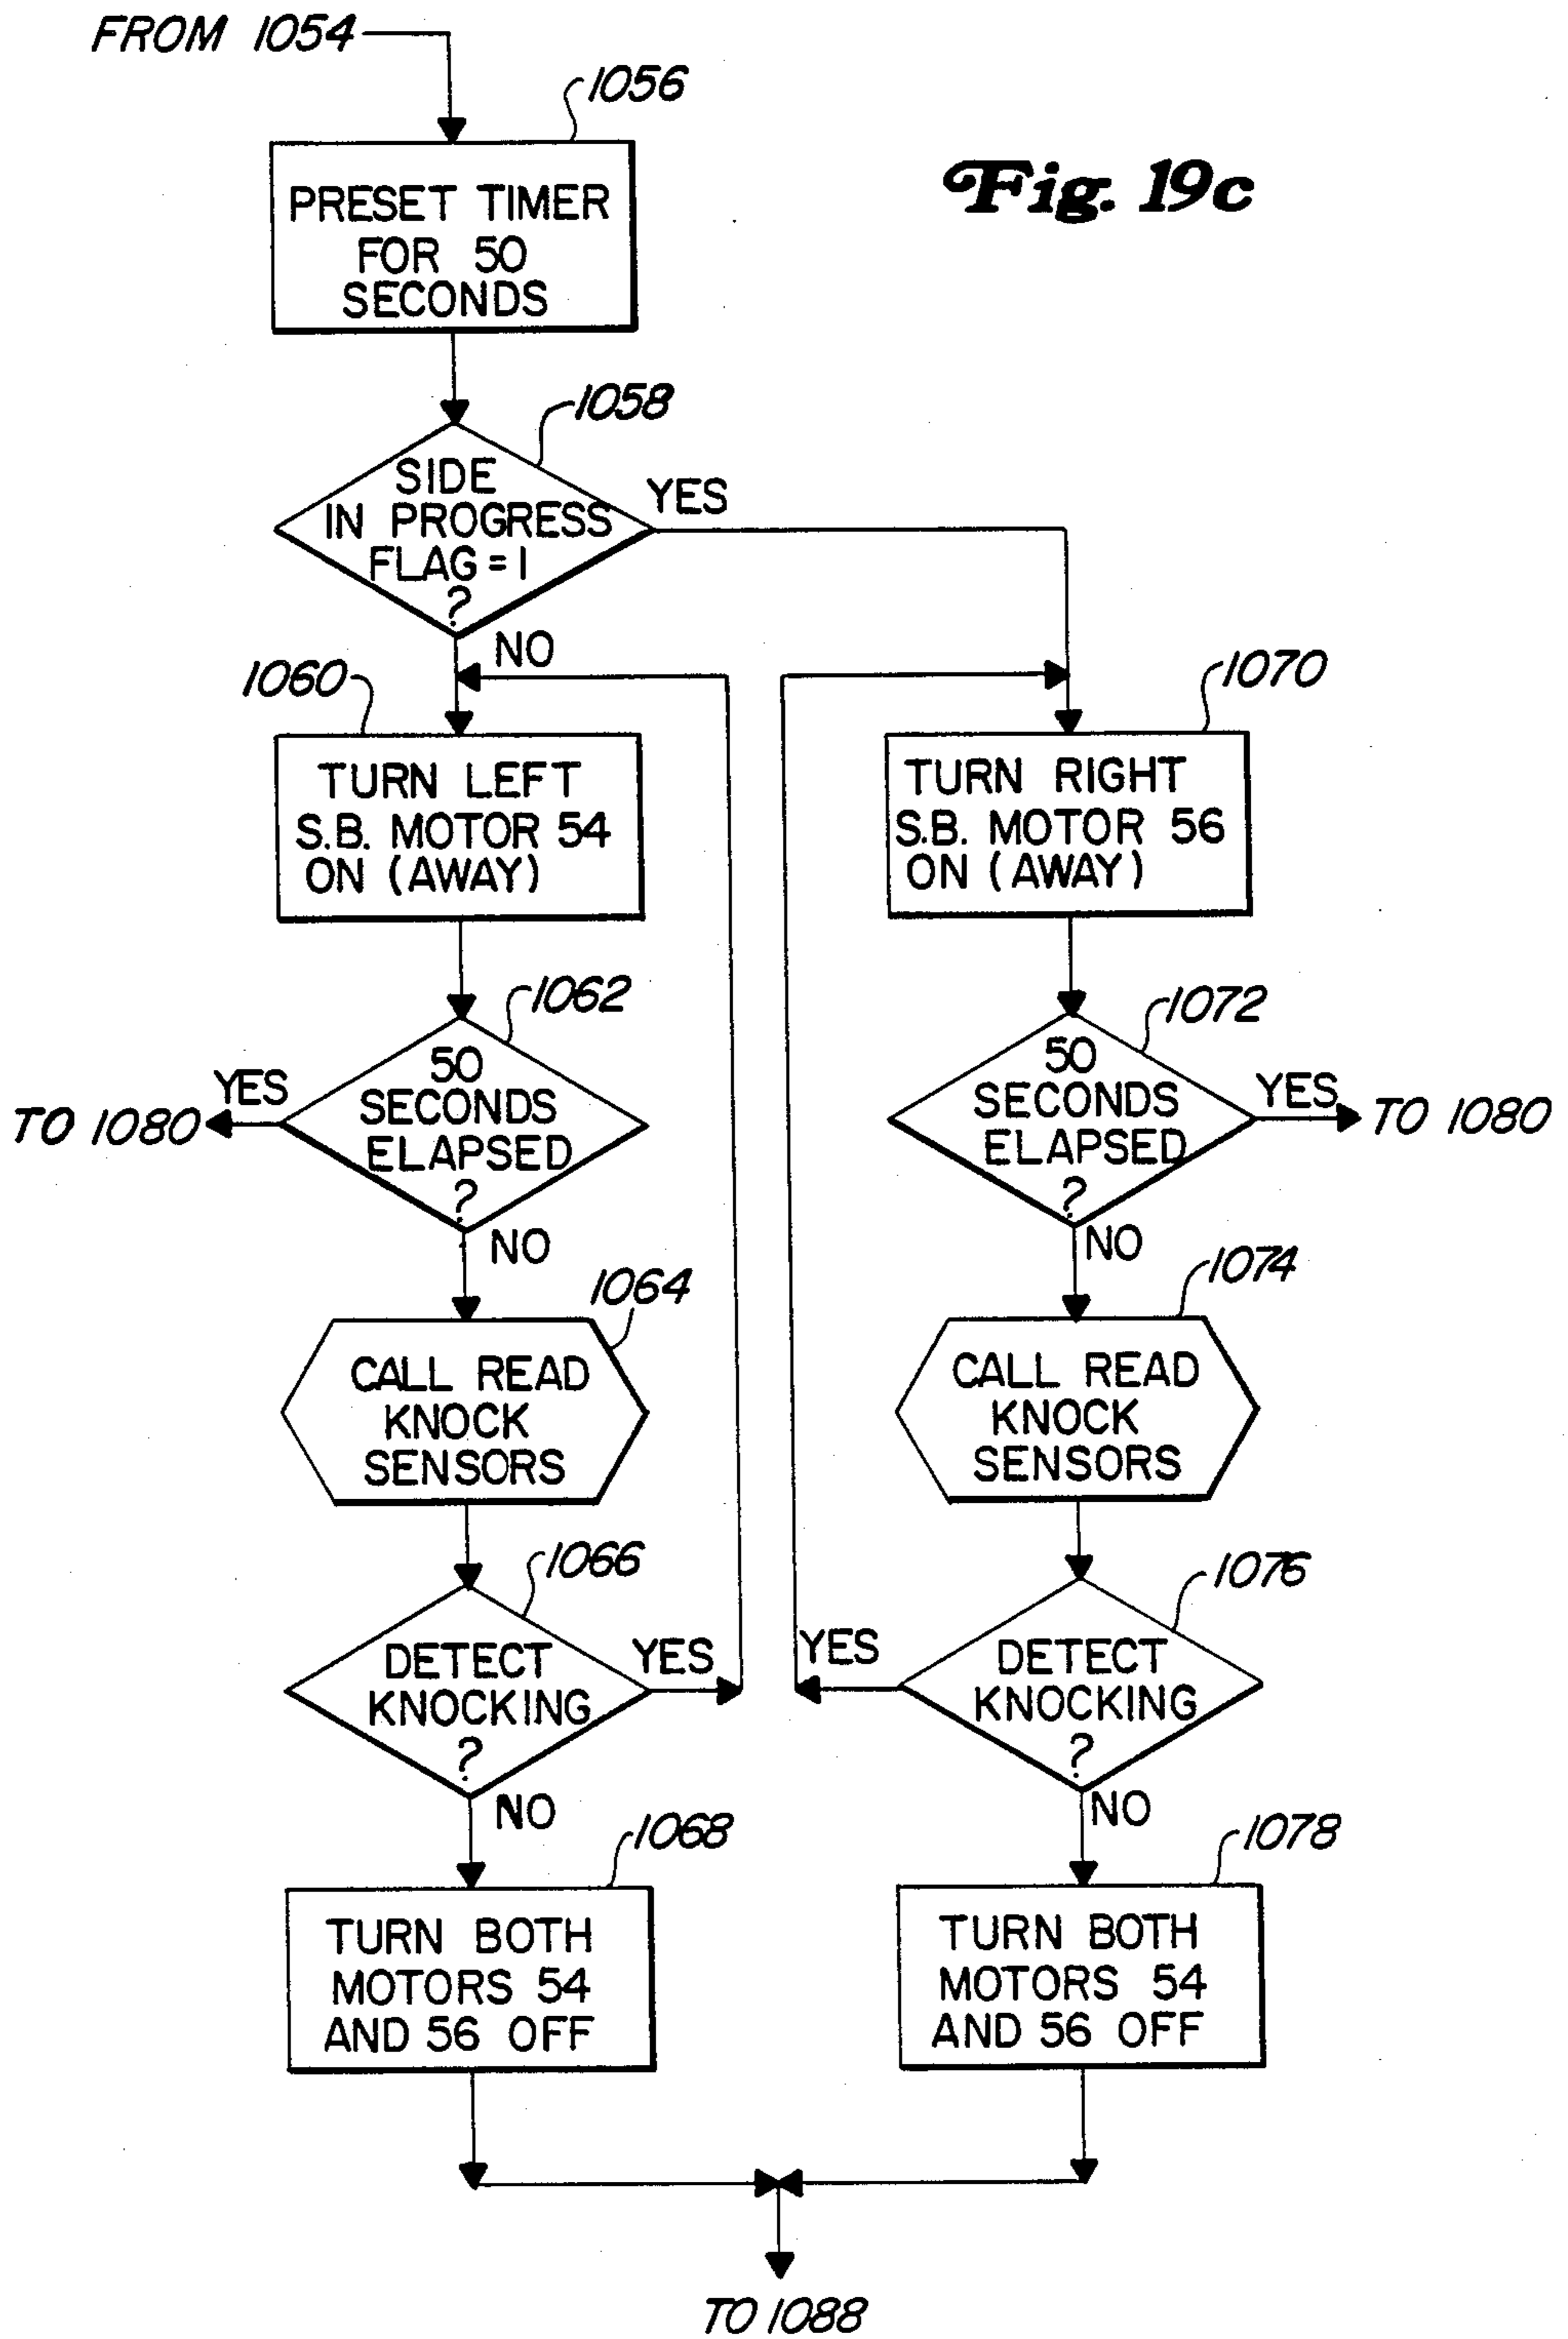 FROM 1054
1056
Fig. 19c
PRESET TIMER
FOR 50
SECONDS
1058
SIDE
IN PROGRESS
FLAG = 1
?
YES
NO
1060
TURN LEFT
S.B. MOTOR 54
ON (AWAY)
1070
TURN RIGHT
S.B. MOTOR 56
ON (AWAY)
1062
50
SECONDS
ELAPSED
?
YES
TO 1080
NO
1072
50
SECONDS
ELAPSED
?
YES
TO 1080
NO
1064
CALL READ
KNOCK
SENSORS
1074
CALL READ
KNOCK
SENSORS
1066
DETECT
KNOCKING
?
YES
NO
1076
DETECT
KNOCKING
?
YES
NO
1068
TURN BOTH
MOTORS 54
AND 56 OFF
1078
TURN BOTH
MOTORS 54
AND 56 OFF
TO 1088